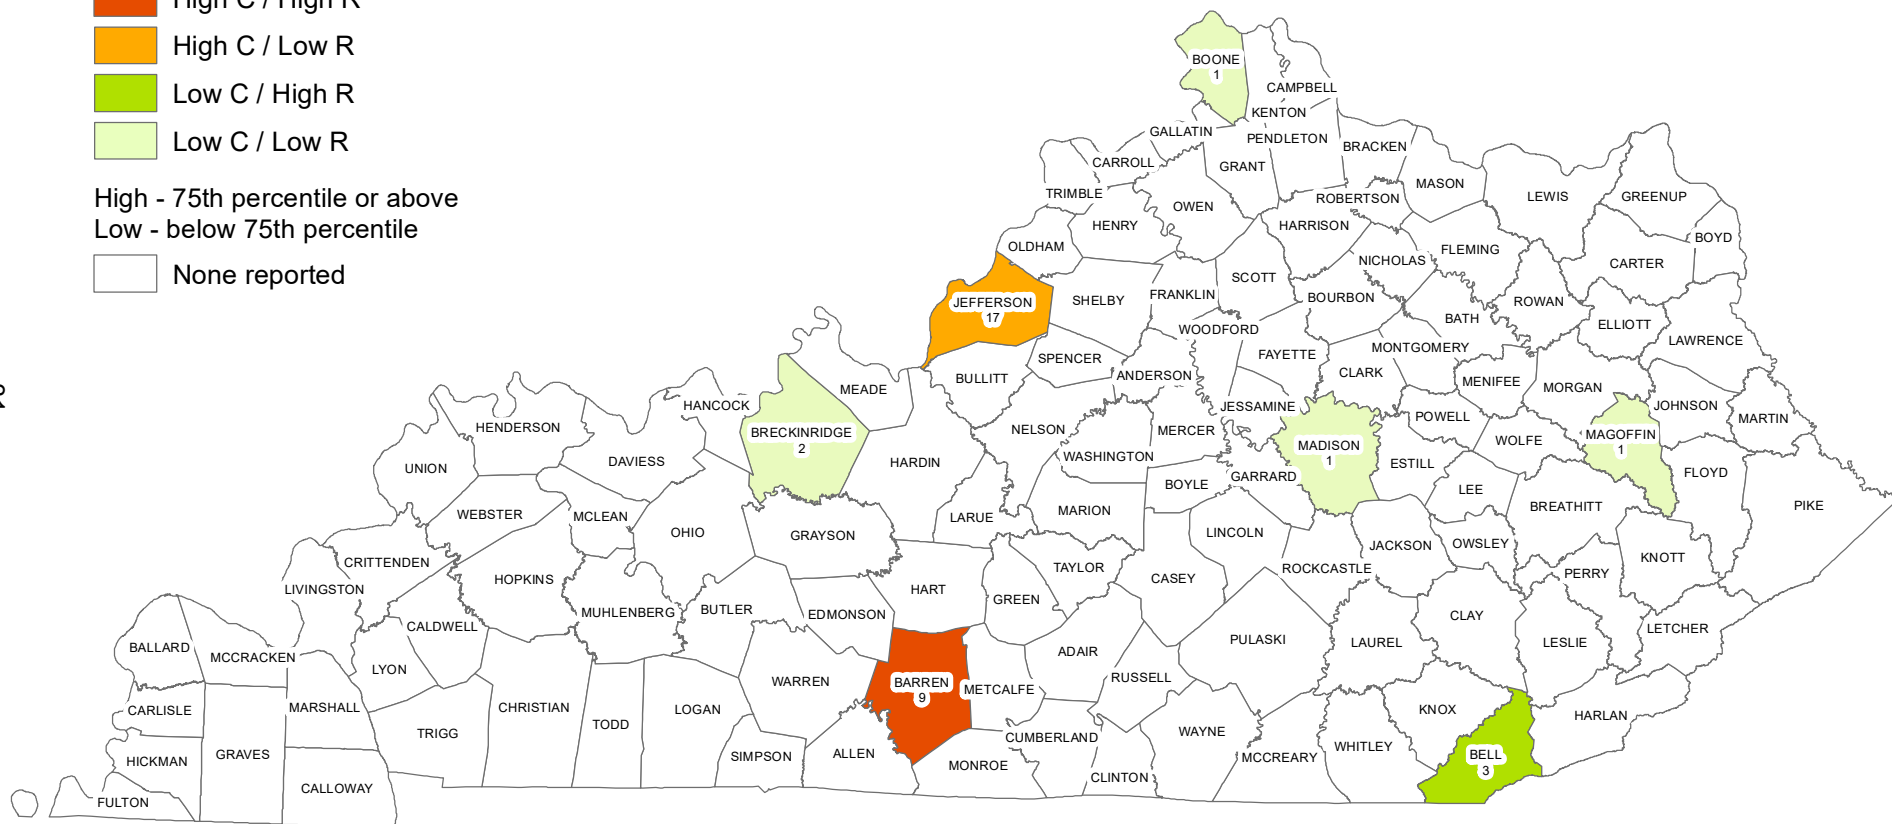 High C / High R
High C / Low R
Low C / High R
Low C / Low R
High - 75th percentile or above
Low - below 75th percentile
None reported
R
BOONE
1
CAMPBELL
KENTON
GALLATIN
PENDLETON
BRACKEN
CARROLL
GRANT
MASON
TRIMBLE
ROBERTSON
LEWIS
GREENUP
OWEN
HENRY
HARRISON
BOYD
OLDHAM
FLEMING
NICHOLAS
CARTER
SCOTT
JEFFERSON
17
SHELBY
FRANKLIN
BOURBON
ROWAN
BATH
ELLIOTT
WOODFORD
LAWRENCE
MONTGOMERY
FAYETTE
SPENCER
CLARK
ANDERSON
BULLITT
MENIFEE
MORGAN
MEADE
HANCOCK
JESSAMINE
JOHNSON
POWELL
MARTIN
HENDERSON
BRECKINRIDGE
2
NELSON
MERCER
MAGOFFIN
1
WOLFE
MADISON
1
WASHINGTON
DAVIESS
HARDIN
ESTILL
UNION
FLOYD
GARRARD
BOYLE
LEE
PIKE
BREATHITT
MARION
WEBSTER
MCLEAN
LARUE
OHIO
LINCOLN
GRAYSON
OWSLEY
JACKSON
KNOTT
CRITTENDEN
TAYLOR
ROCKCASTLE
PERRY
HOPKINS
CASEY
LIVINGSTON
HART
GREEN
BUTLER
MUHLENBERG
EDMONSON
CLAY
CALDWELL
LETCHER
PULASKI
LAUREL
LESLIE
BALLARD
ADAIR
MCCRACKEN
LYON
RUSSELL
WARREN
BARREN
9
METCALFE
CARLISLE
MARSHALL
CHRISTIAN
LOGAN
KNOX
HARLAN
TODD
WAYNE
TRIGG
CUMBERLAND
WHITLEY
GRAVES
ALLEN
SIMPSON
MCCREARY
BELL
3
HICKMAN
MONROE
CLINTON
CALLOWAY
FULTON